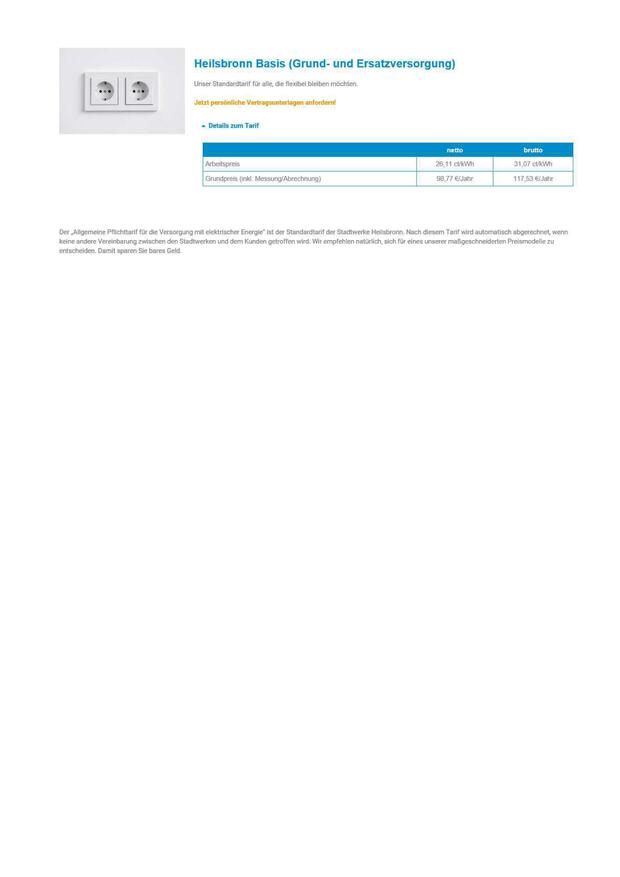 Heilsbronn Basis (Grund- und Ersatzversorgung)
Unser Standardtarif für alle, die flexibel bleiben möchten.
Jetzt persönliche Vertragsunterlagen anfordern!
Details zum Tarif
netto brutto
Arbeitspreis 26,11 ct/kWh 31,07 ct/kWh
Grundpreis (inkl. Messung/Abrechnung) 98,77 €/Jahr 117,53 €/Jahr
Der „Allgemeine Pflichttarif für die Versorgung mit elektrischer Energie" ist der Standardtarif der Stadtwerke Heilsbronn. Nach diesem Tarif wird automatisch abgerechnet, wenn
keine andere Vereinbarung zwischen den Stadtwerken und dem Kunden getroffen wird. Wir empfehlen natürlich, sich für eines unserer maßgeschneiderten Preismodelle zu
entscheiden. Damit sparen Sie bares Geld.